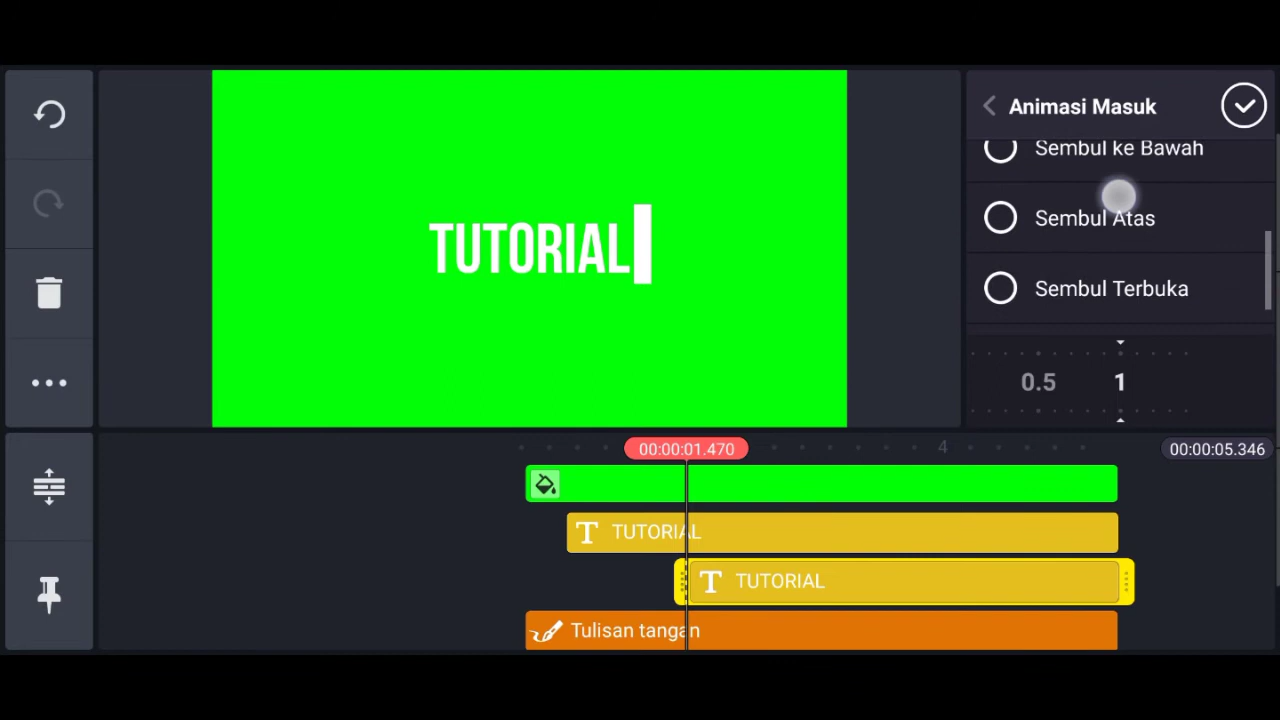 Animasi Masuk
Sembul ke Bawah
Sembul Atas
Sembul Terbuka
TUTORIAL
0.5 1
00:00:01.470 4 00:00:05.346
T TUTORIAL
T TUTORIAL
Tulisan tangan